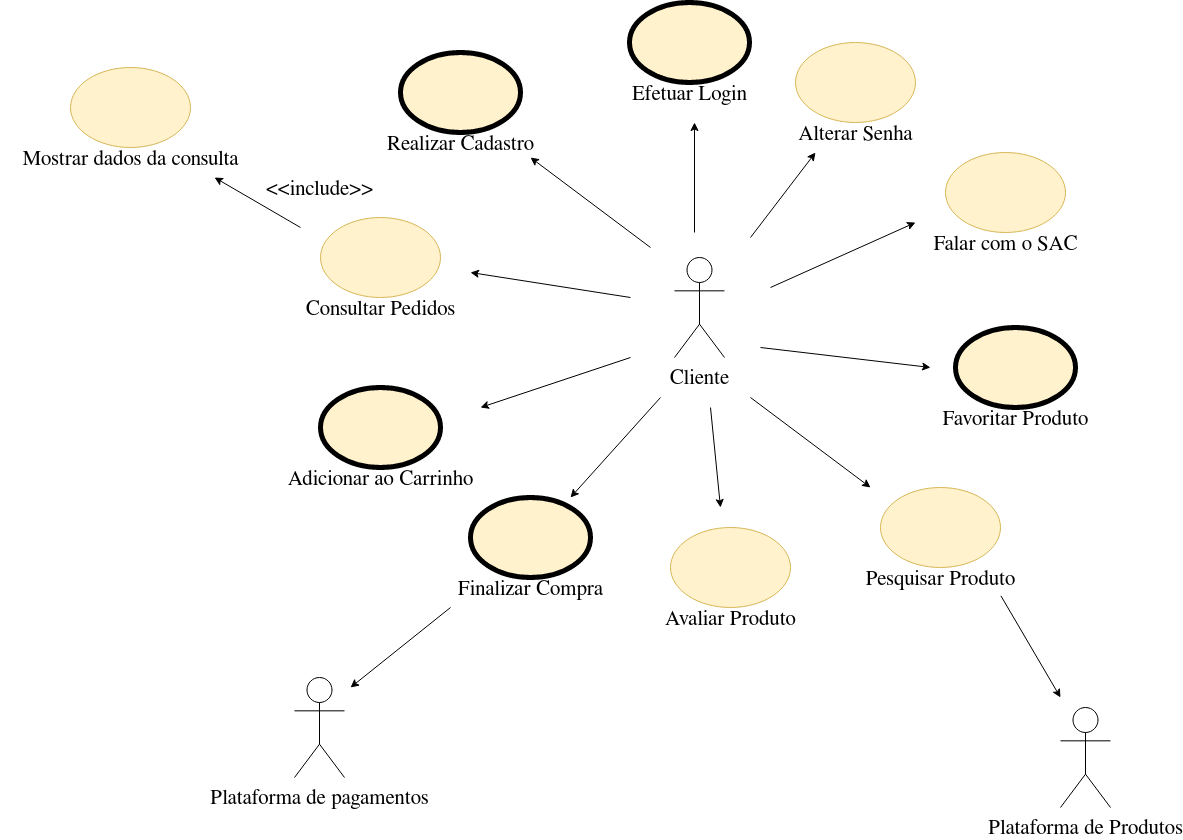 Efetuar Login
Alterar Senha
Realizar Cadastro
Mostrar dados da consulta
<<include>>
Falar com o SAC
Consultar Pedidos
Cliente
Favoritar Produto
Adicionar ao Carrinho
Pesquisar Produto
Finalizar Compra
Avaliar Produto
Plataforma de pagamentos
Plataforma de Produtos